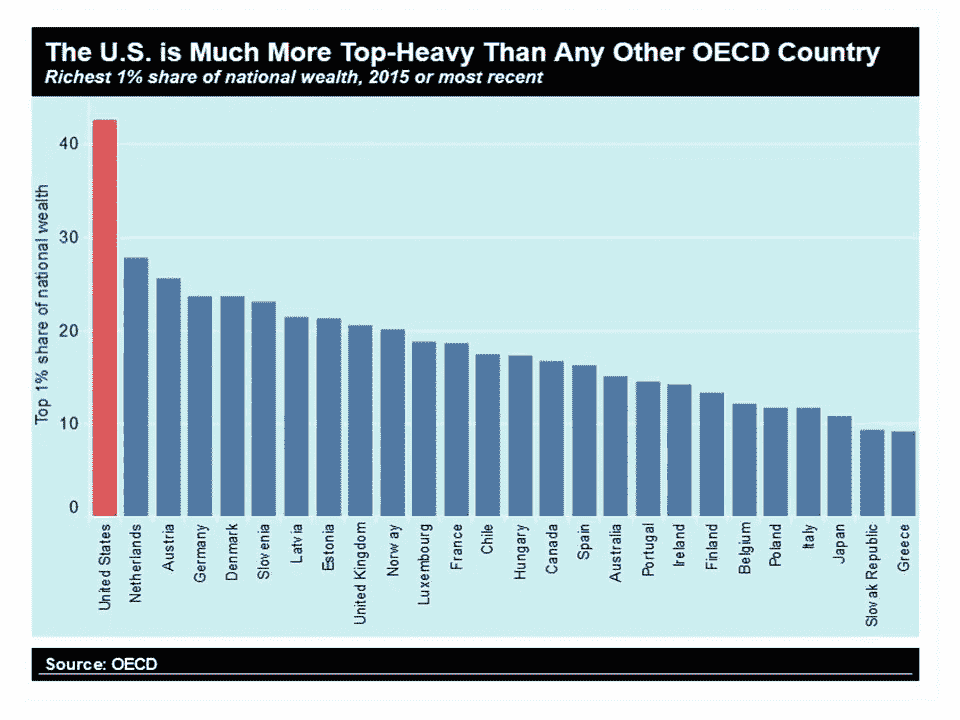 The U.S. is Much More Top-Heavy Than Any Other OECD Country
Richest 1% share of national wealth, 2015 or most recent
Top 1% share of national wealth
40
30
20
10
0
United States
Netherlands
Austria
Germany
Denmark
Slovenia
Latvia
Estonia
United Kingdom
Norway
Luxembourg
France
Chile
Hungary
Canada
Spain
Australia
Portugal
Ireland
Finland
Belgium
Poland
Italy
Japan
Slovak Republic
Greece
Source: OECD